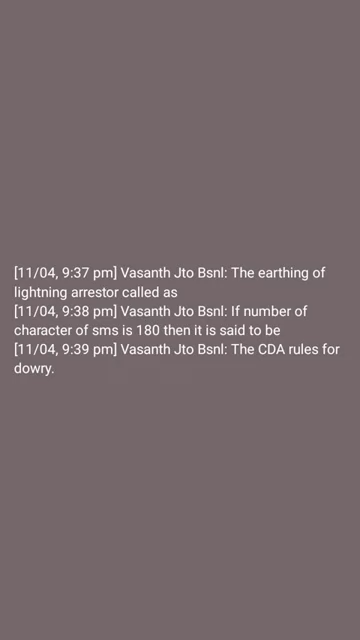 [11/04, 9:37 pm] Vasanth Jto Bsnl: The earthing of
lightning arrestor called as
[11/04, 9:38 pm] Vasanth Jto Bsnl: If number of
character of sms is 180 then it is said to be
[11/04, 9:39 pm] Vasanth Jto Bsnl: The CDA rules for
dowry.